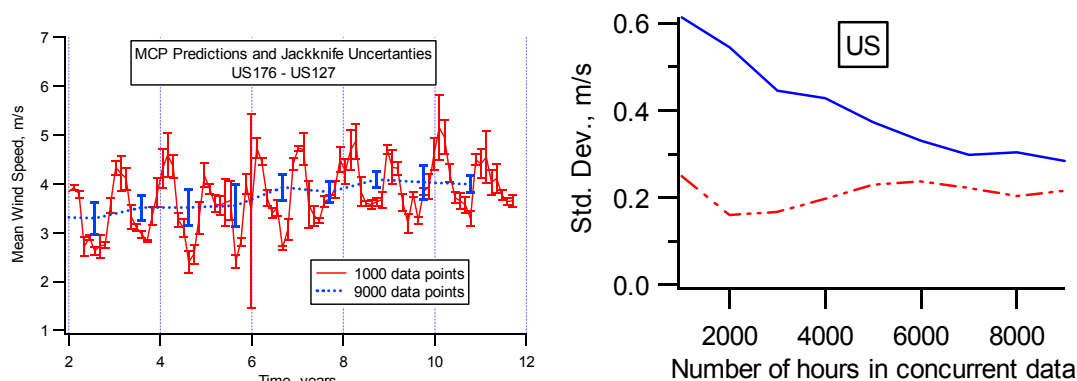 MCP Predictions and Jackknife Uncertanties
US176 - US127
Mean Wind Speed, m/s
7
6
5
4
3
2
1
1000 data points
9000 data points
2 4 6 8 10 12
Time, years
US
Std. Dev., m/s
0.6
0.4
0.2
0.0
2000 4000 6000 8000
Number of hours in concurrent data